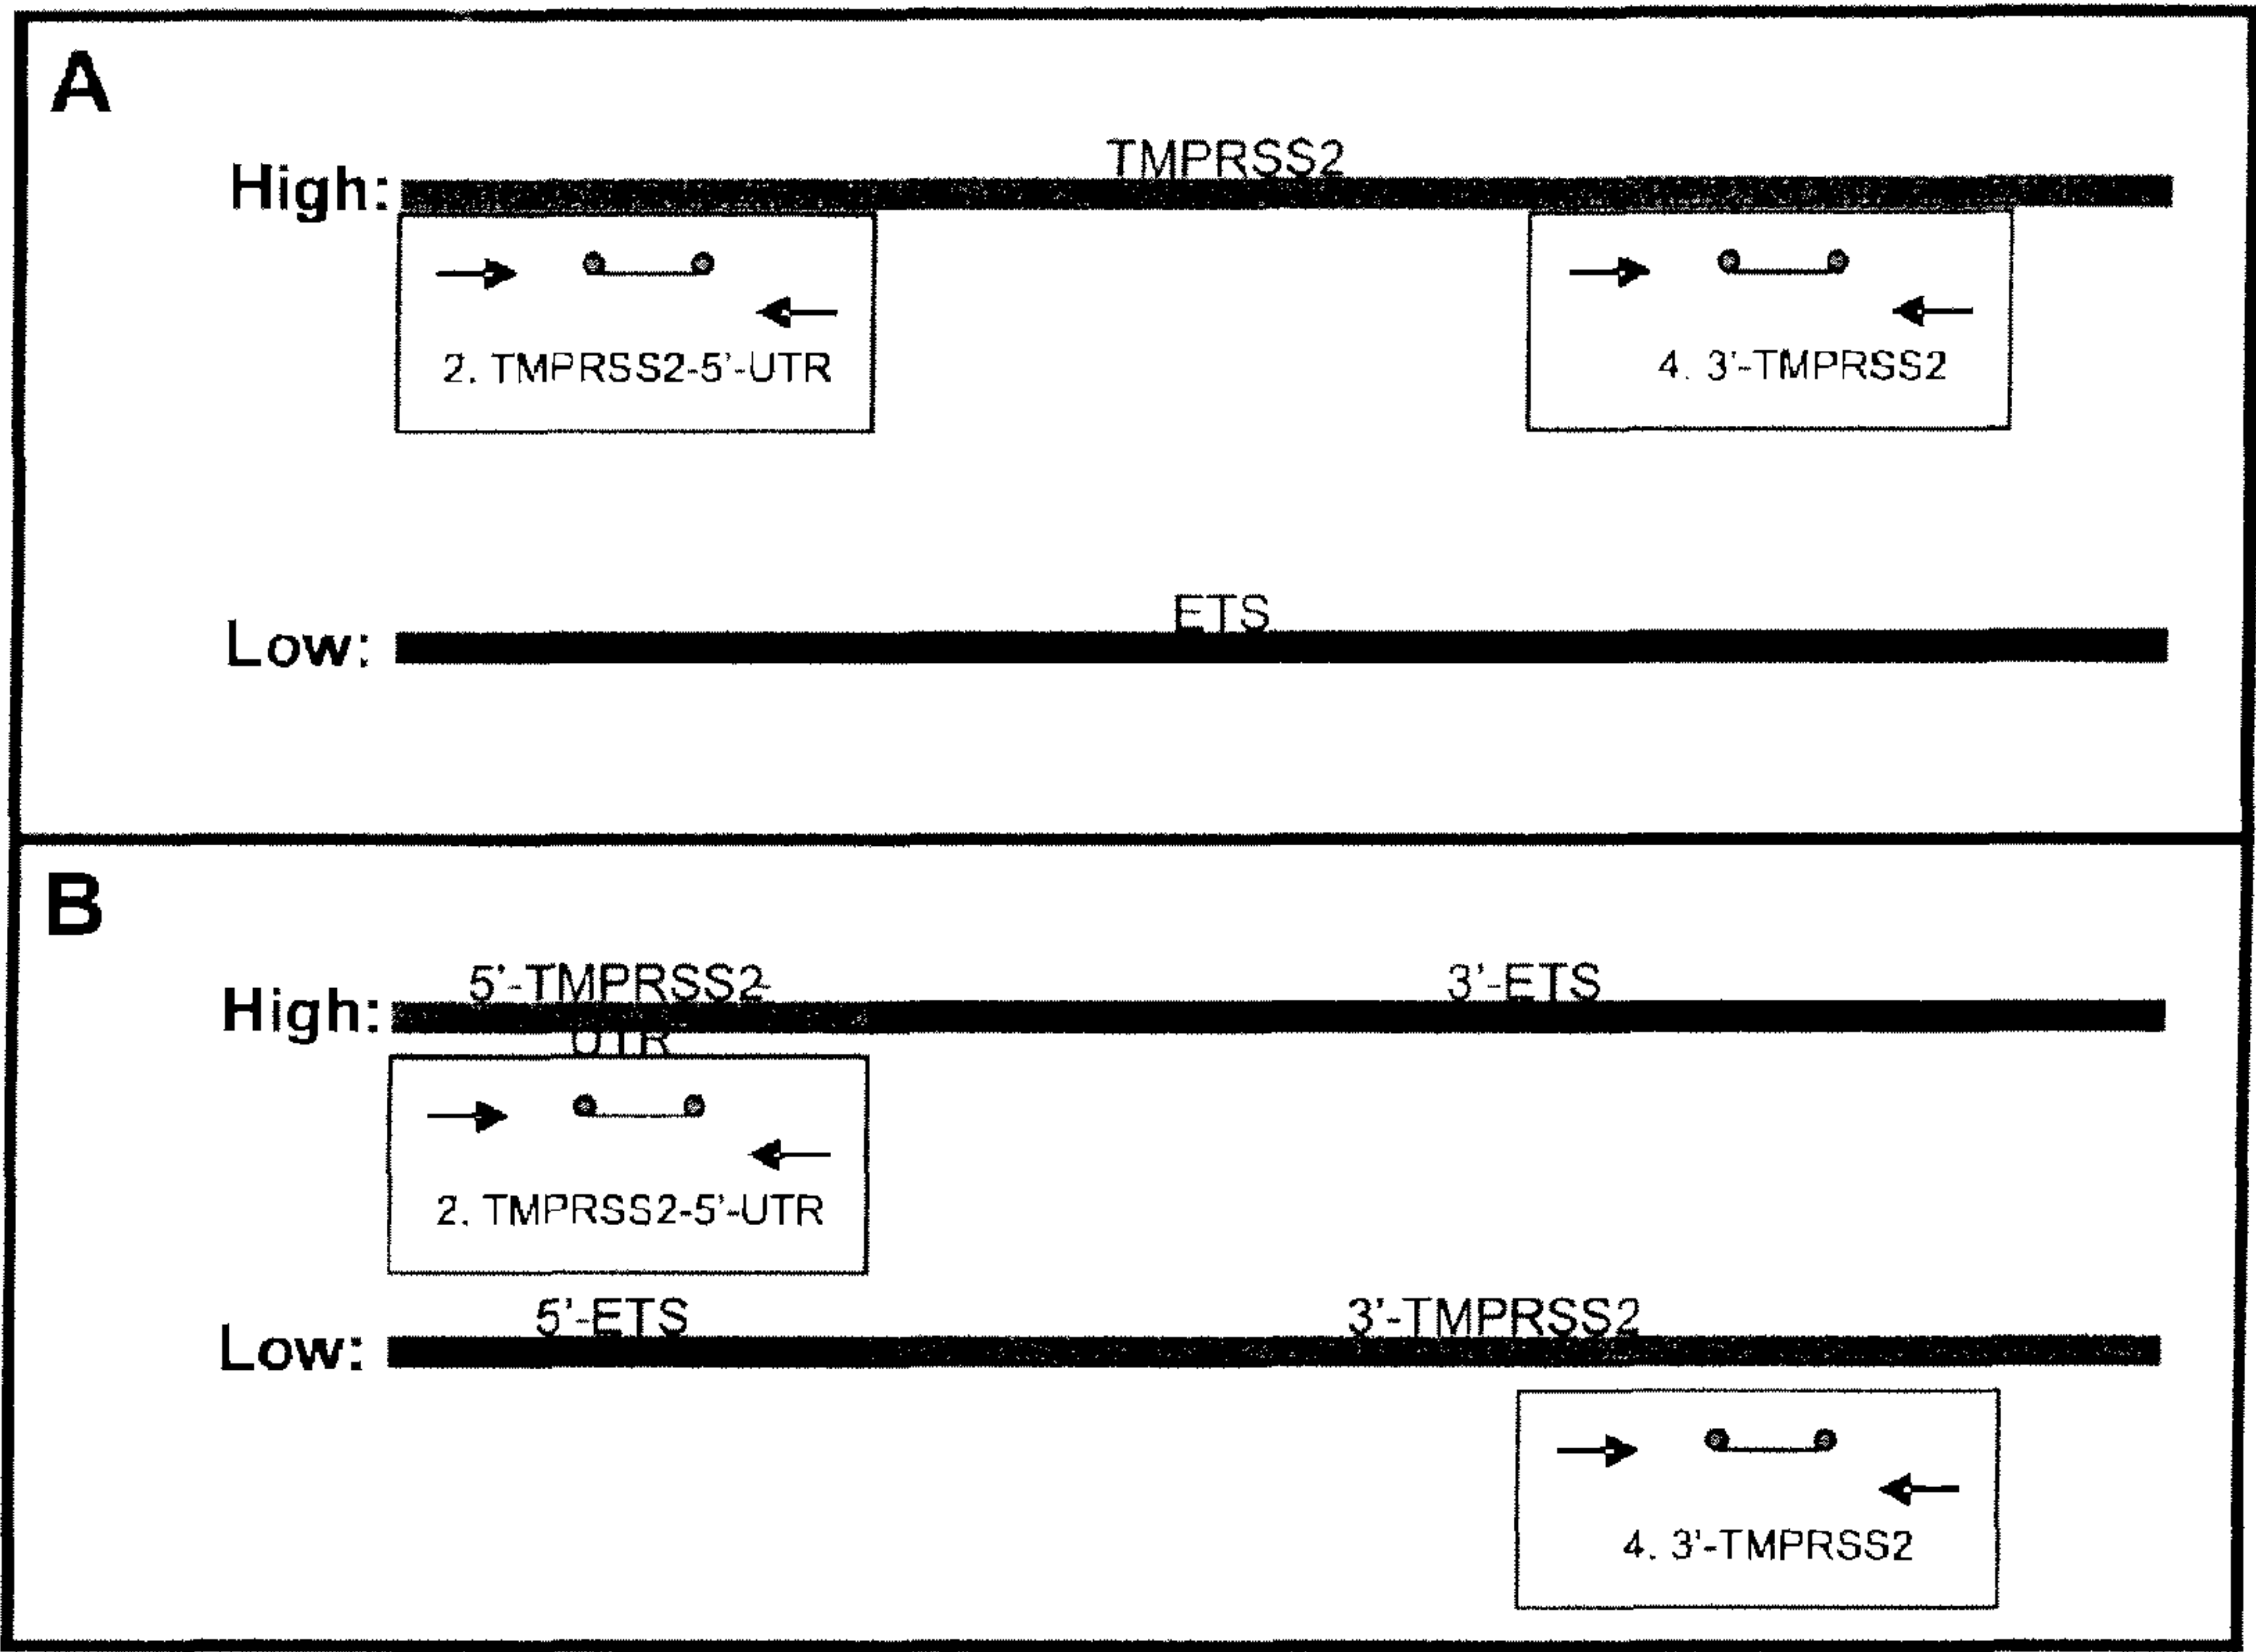 A
TMPRSS2
High:
2. TMPRSS2-5'-UTR
4. 3'-TMPRSS2
ETS
Low:
B
5'-TMPRSS2-
UTR
3'-ETS
High:
2. TMPRSS2-5'-UTR
5'-ETS
3'-TMPRSS2
Low:
4. 3'-TMPRSS2